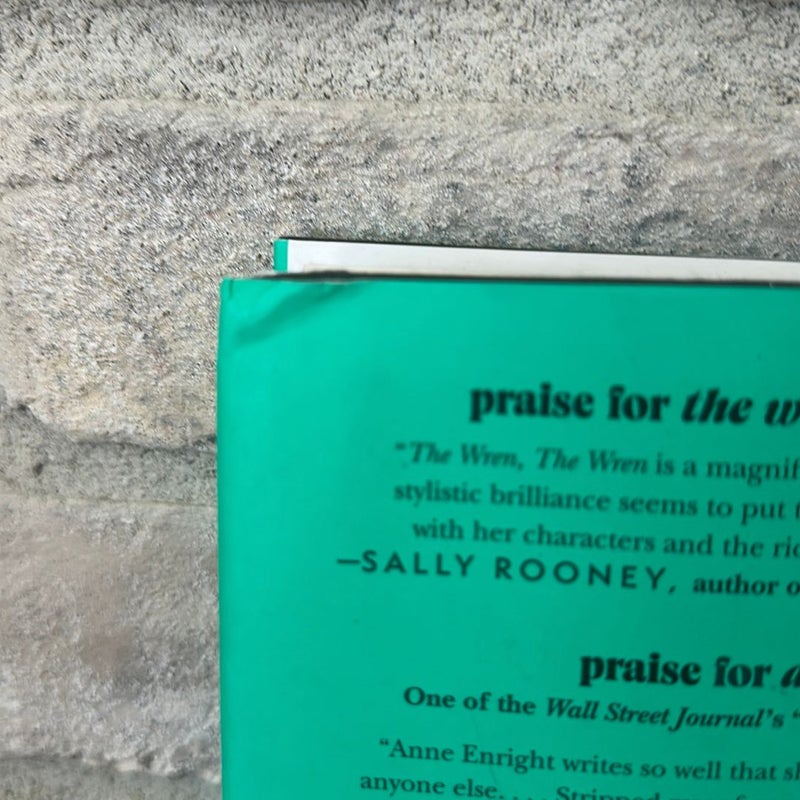 praise for the w
“The Wren, The Wren is a magnif
stylistic brilliance seems to put t
with her characters and the ric
—SALLY ROONEY, author o
praise for a
One of the Wall Street Journal’s “
“Anne Enright writes so well that sh
anyone else. . . . Stripped